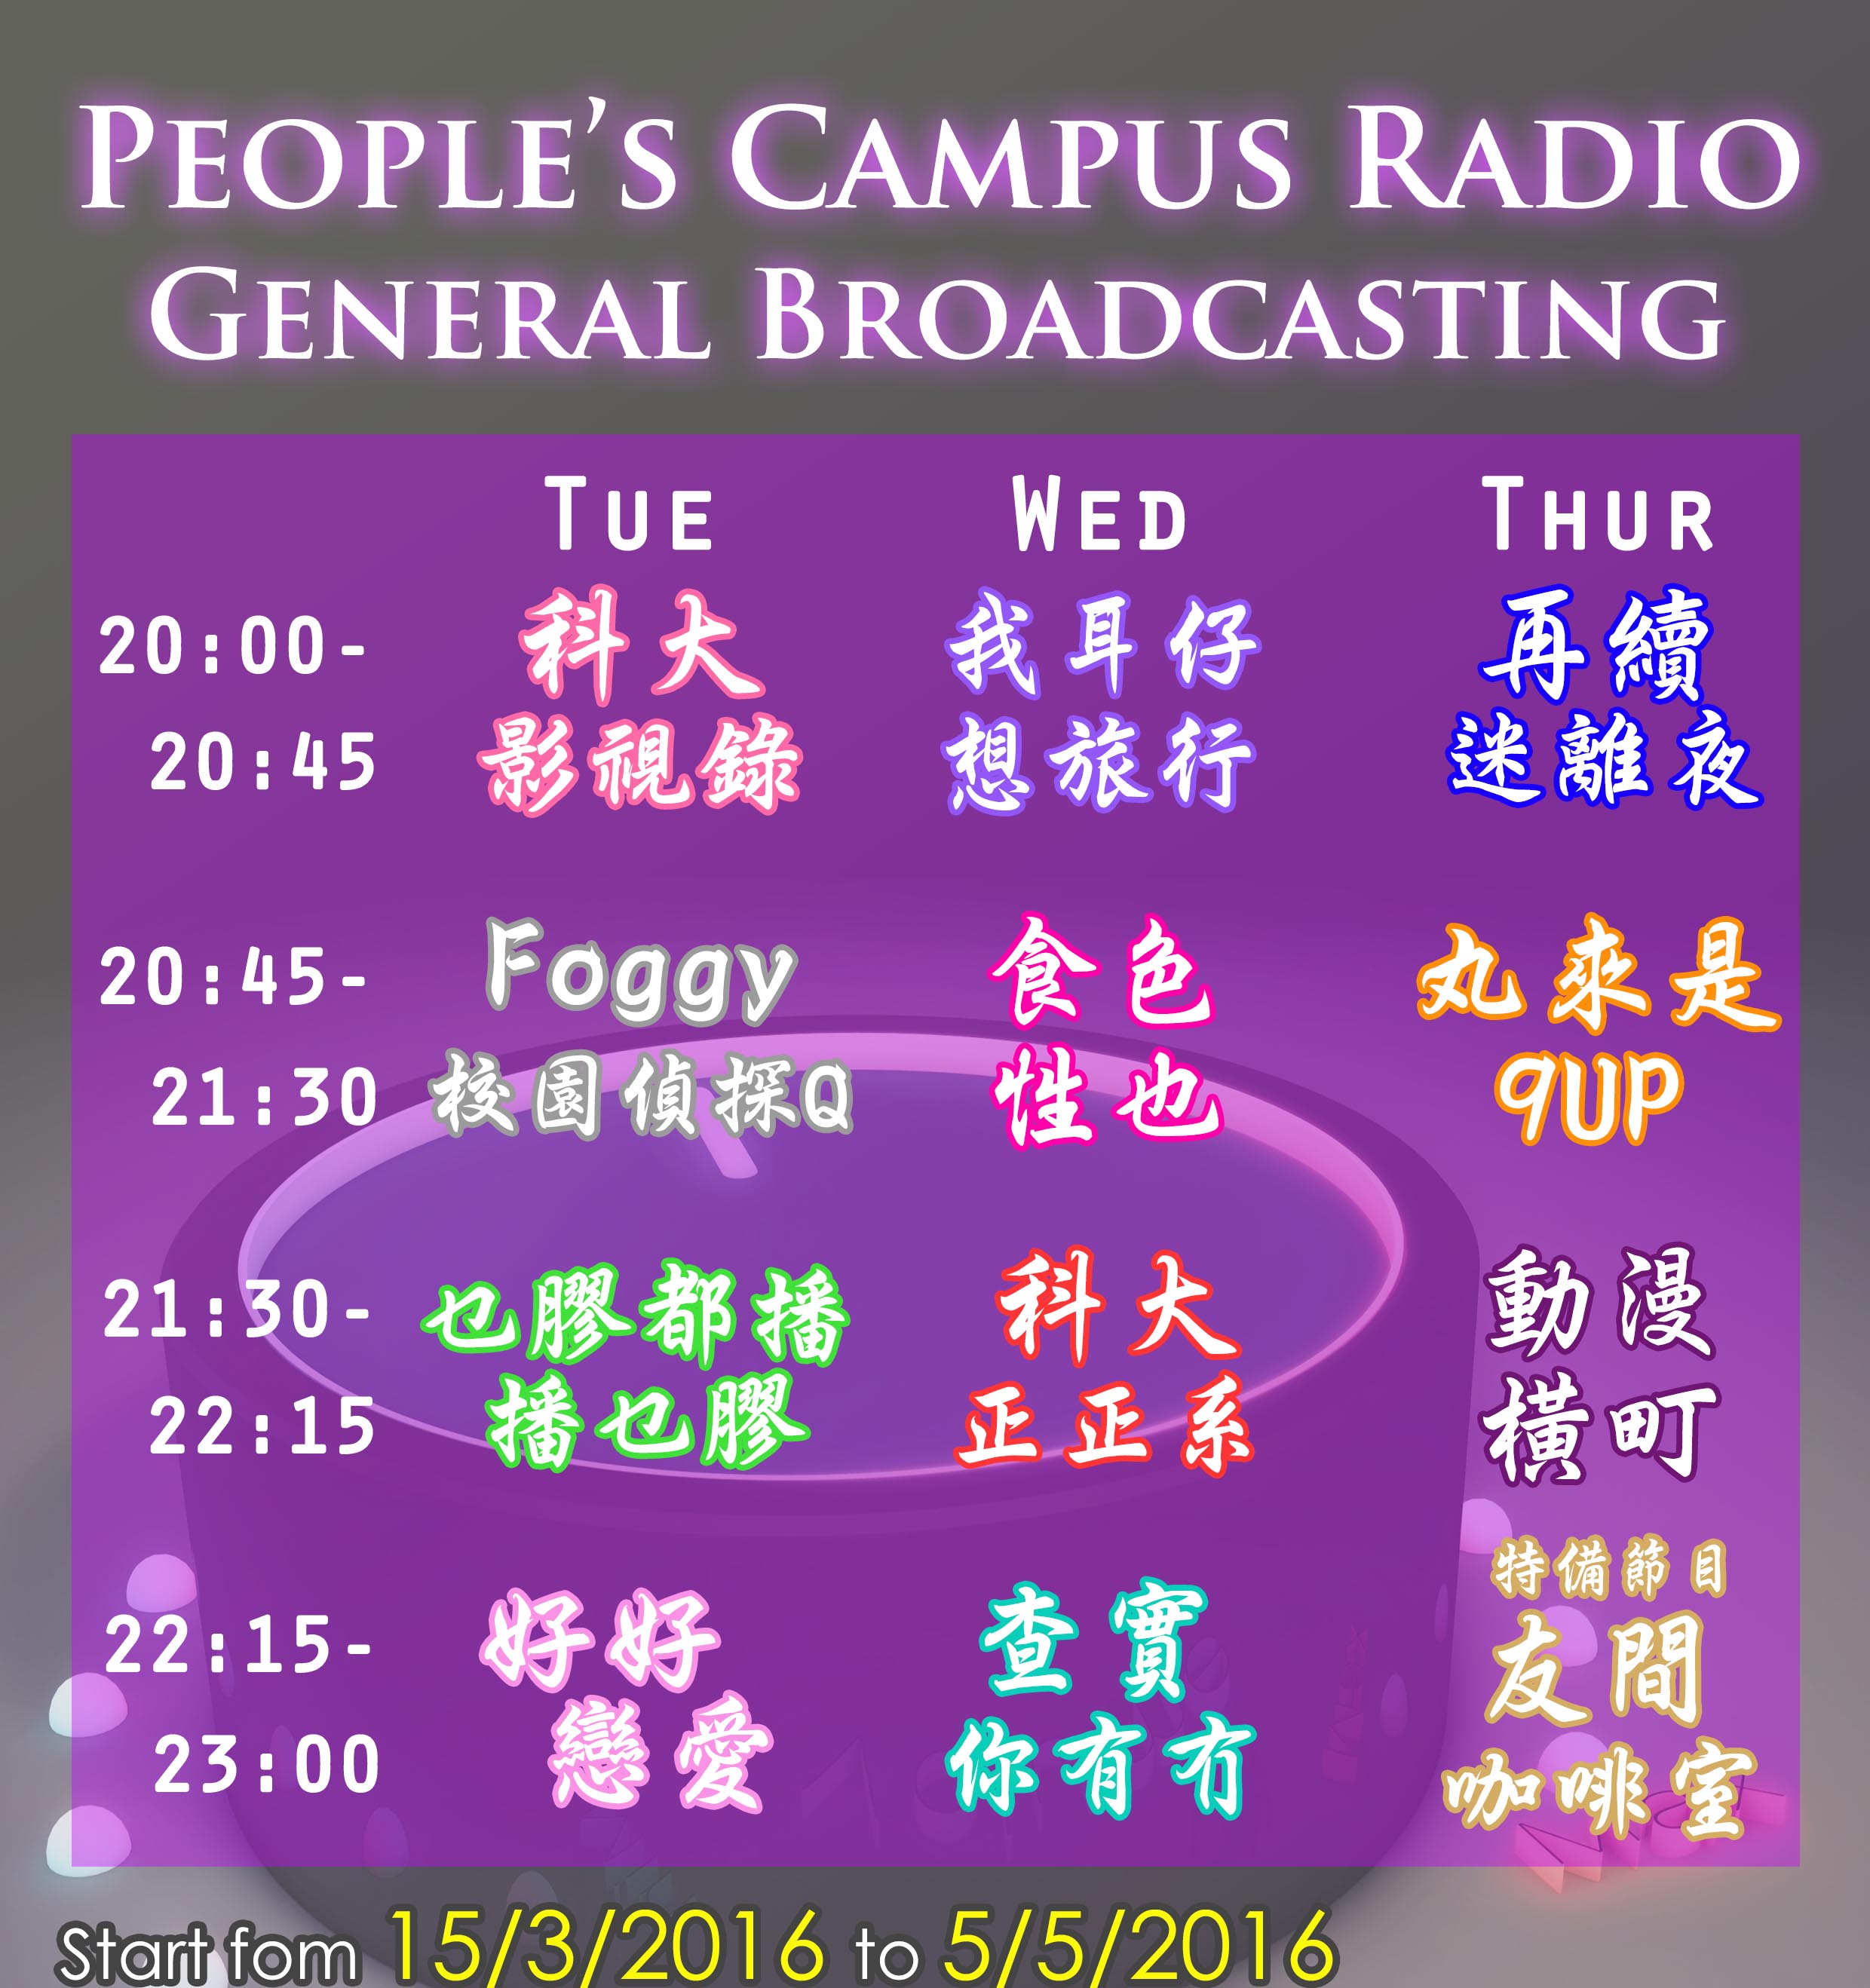 PEOPLE'S CAMPUS RADIO
GENERAL BROADCASTING
TUE WED THUR
20:00- 科大 我耳仔 再續
20:45 影視錄 想旅行 迷離夜
20:45- Foggy 食色 丸來是
21:30 校園偵探Q 性也 9UP
21:30- 乜膠都播 科大 動漫
22:15 播乜膠 正正系 橫町
特備節目
22:15- 好好 查實 友間
23:00 戀愛 你有冇 咖啡室
Start fom 15/3/2016 to 5/5/2016